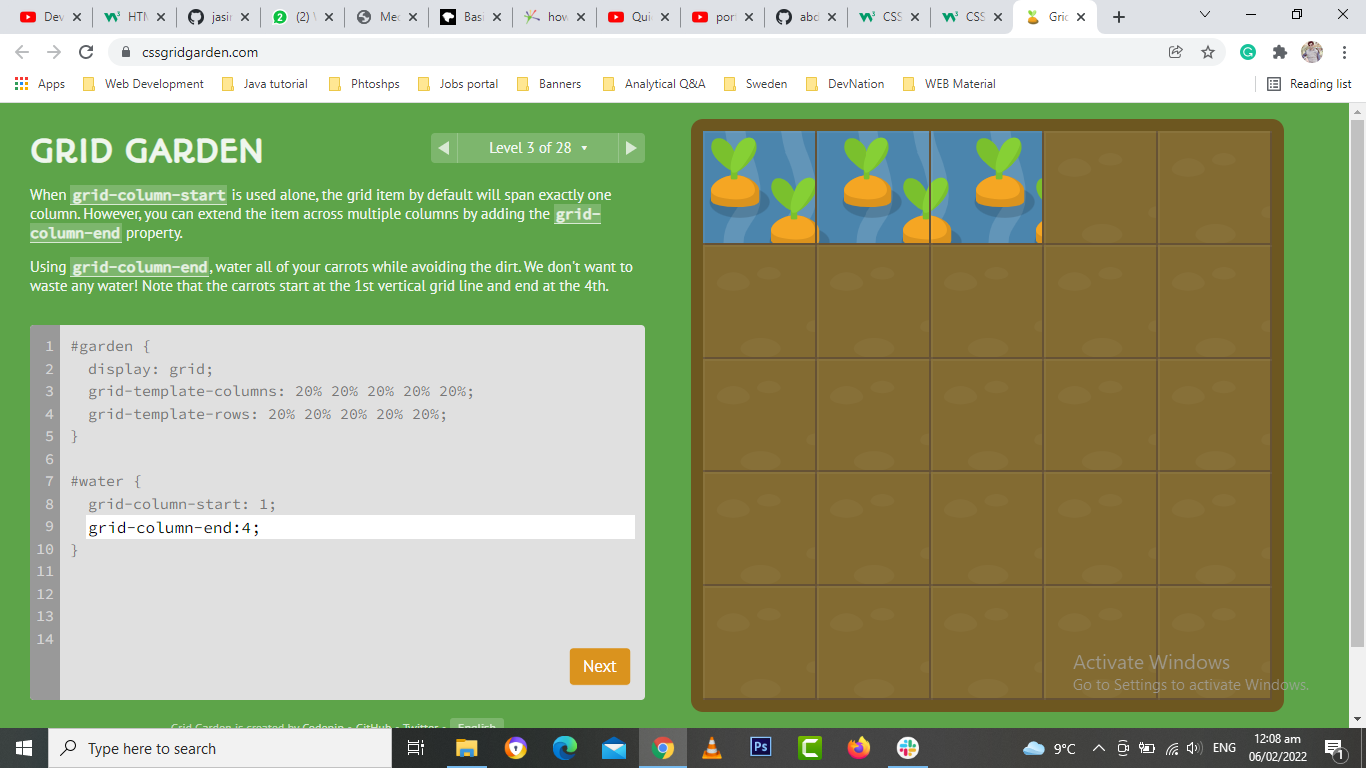 Dev
HTM
jasir
(2)
Med
Basi
how
Quic
port
abd
CSS
CSS
Gric
cssgridgarden.com
Apps Web Development Java tutorial Phtoshps Jobs portal Banners Analytical Q&A Sweden DevNation WEB Material Reading list
GRID GARDEN
Level 3 of 28
When grid-column-start is used alone, the grid item by default will span exactly one
column. However, you can extend the item across multiple columns by adding the grid-
column-end property.
Using grid-column-end, water all of your carrots while avoiding the dirt. We don't want to
waste any water! Note that the carrots start at the 1st vertical grid line and end at the 4th.
1 #garden {
2 display: grid;
3 grid-template-columns: 20% 20% 20% 20% 20%;
4 grid-template-rows: 20% 20% 20% 20% 20%;
5 }
6
7 #water {
8 grid-column-start: 1;
9 grid-column-end:4;
10 }
11
12
13
14
Next
Activate Windows
Go to Settings to activate Windows.
Grid Garden is created by Codepip • GitHub • Twitter • English
Type here to search
Ps
9°C
ENG
12:08 am
06/02/2022
1